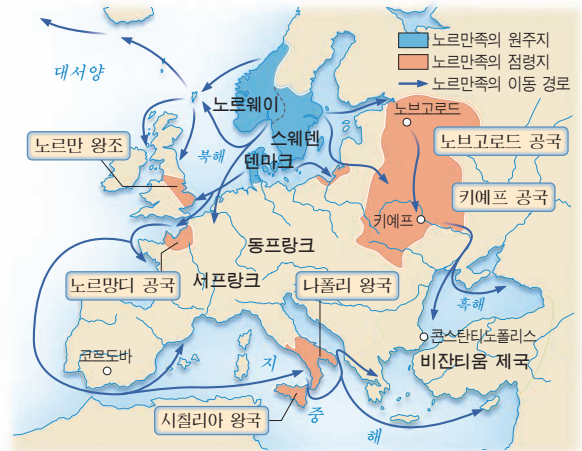 노르만족의 원주지
노르만족의 점령지
노르만족의 이동 경로
대서양
노르웨이
노브고로드
스웨덴
노브고로드 공국
노르만 왕조
북해
덴마크
키예프 공국
키예프
동프랑크
노르망디 공국
서프랑크
나폴리 왕국
흑해
콘스탄티노폴리스
코르도바
비잔티움 제국
지
중
해
시칠리아 왕국